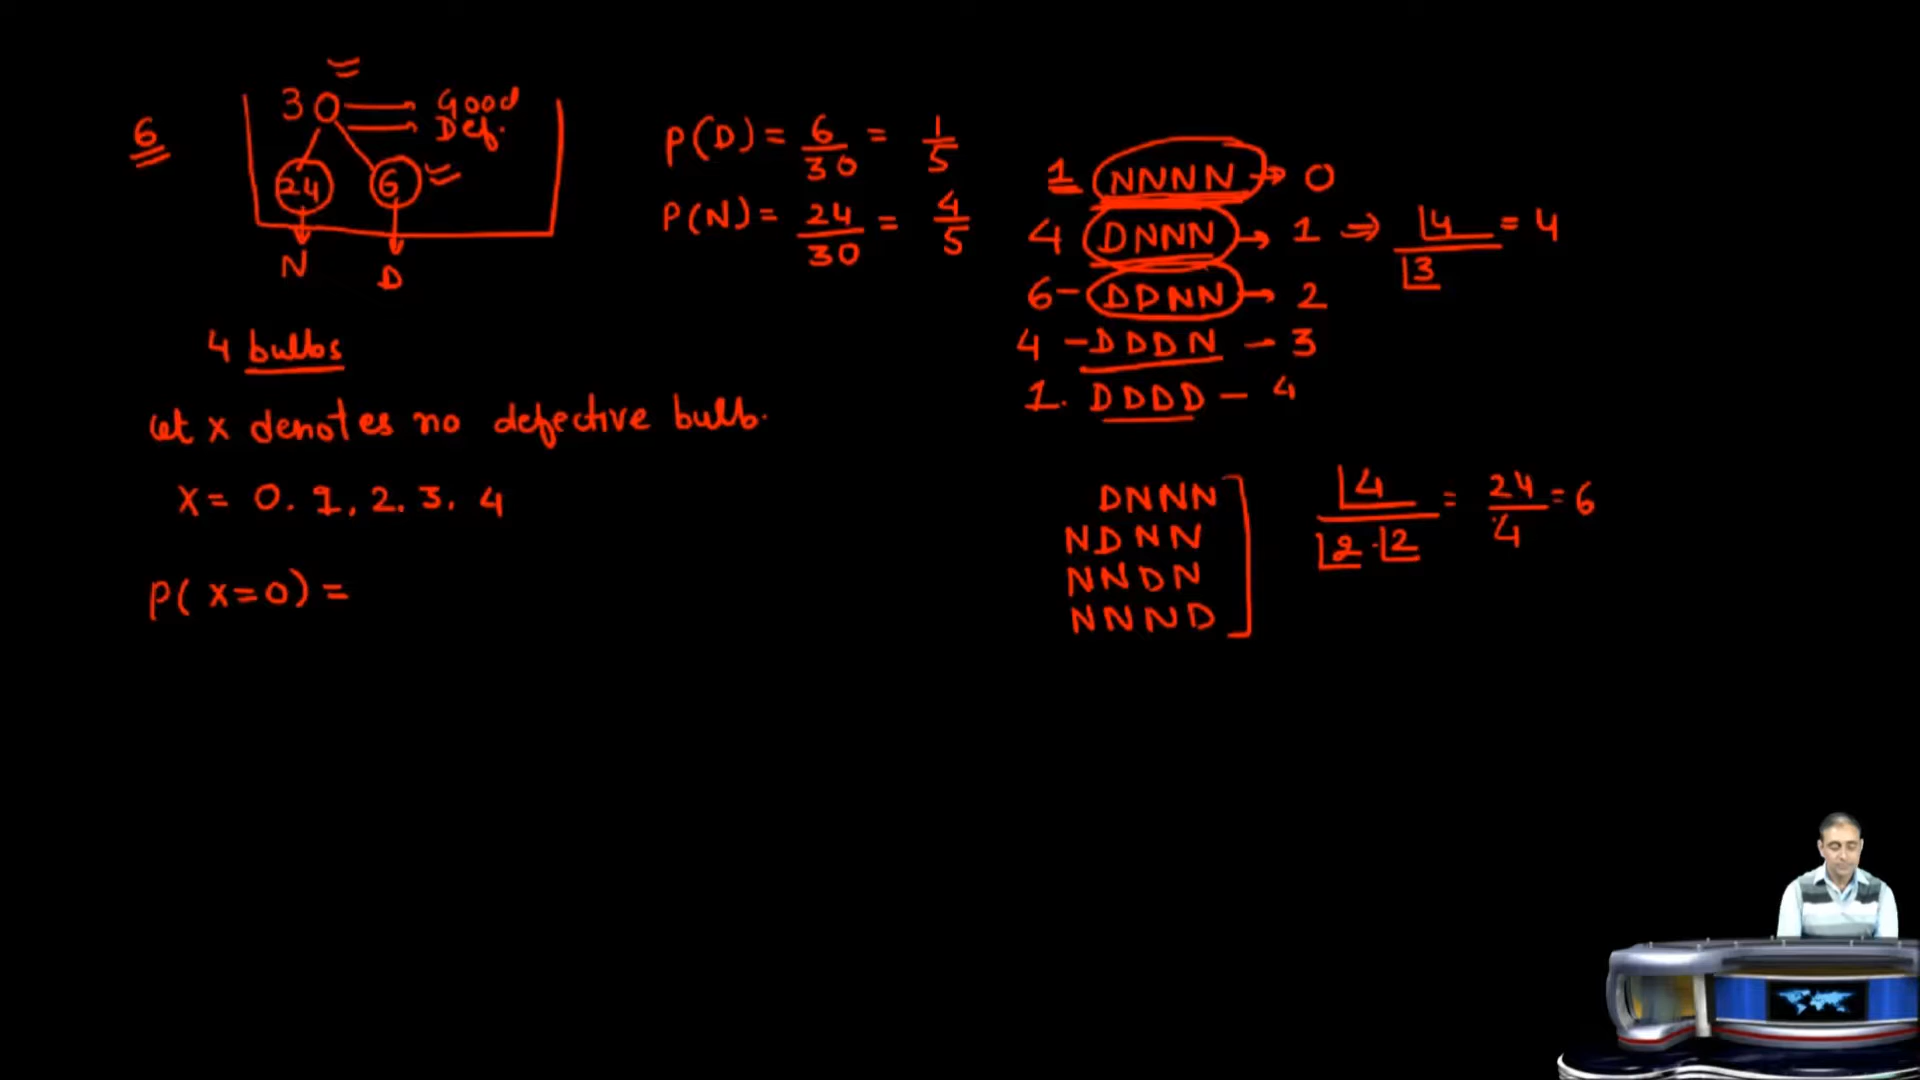 6
30 → Good
→ Def.
24 6
N D
P(D) = 6/30 = 1/5
P(N) = 24/30 = 4/5
4 bulbs
Let x denotes no defective bulb.
X = 0. 1, 2. 3. 4
P( x=0) =
1 NNNN → 0
4 DNNN → 1 ⇒ |4/|3 = 4
6 - DDNN → 2
4 - DDDN - 3
1. DDDD - 4
DNNN
NDNN
NNDN
NNND
|4/|2 · |2 = 24/4 = 6